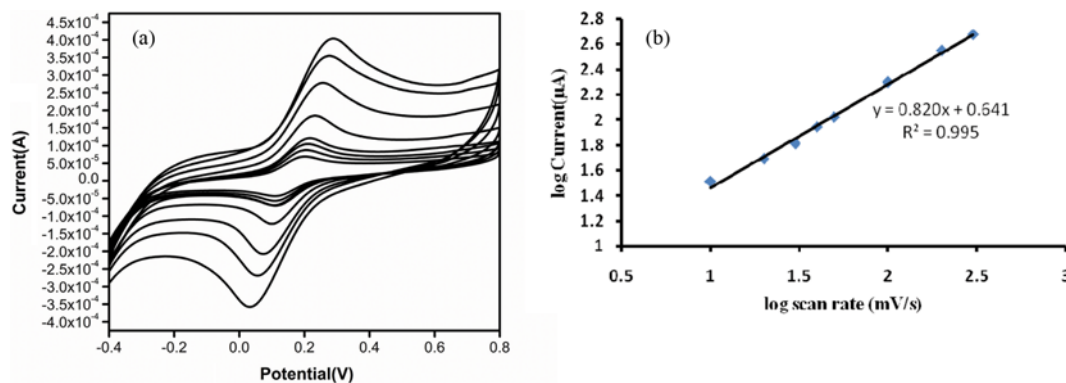 (a)
Current(A)
4.5x10⁻⁴
4.0x10⁻⁴
3.5x10⁻⁴
3.0x10⁻⁴
2.5x10⁻⁴
2.0x10⁻⁴
1.5x10⁻⁴
1.0x10⁻⁴
5.0x10⁻⁵
0.0
-5.0x10⁻⁵
-1.0x10⁻⁴
-1.5x10⁻⁴
-2.0x10⁻⁴
-2.5x10⁻⁴
-3.0x10⁻⁴
-3.5x10⁻⁴
-4.0x10⁻⁴
-0.4 -0.2 0.0 0.2 0.4 0.6 0.8
Potential(V)
(b)
log Current(µA)
2.8
2.6
2.4
2.2
2
1.8
1.6
1.4
1.2
1
y = 0.820x + 0.641
R² = 0.995
0.5 1 1.5 2 2.5 3
log scan rate (mV/s)